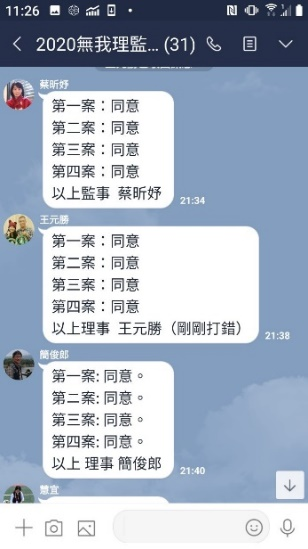 11:26
2020無我理監... (31)
蔡昕妤
第一案：同意
第二案：同意
第三案：同意
第四案：同意
以上監事 蔡昕妤
21:34
王元勝
第一案：同意
第二案：同意
第三案：同意
第四案：同意
以上理事 王元勝（剛剛打錯）
21:38
簡俊郎
第一案: 同意。
第二案: 同意。
第三案: 同意。
第四案: 同意。
以上 理事 簡俊郎
21:40
慧宜